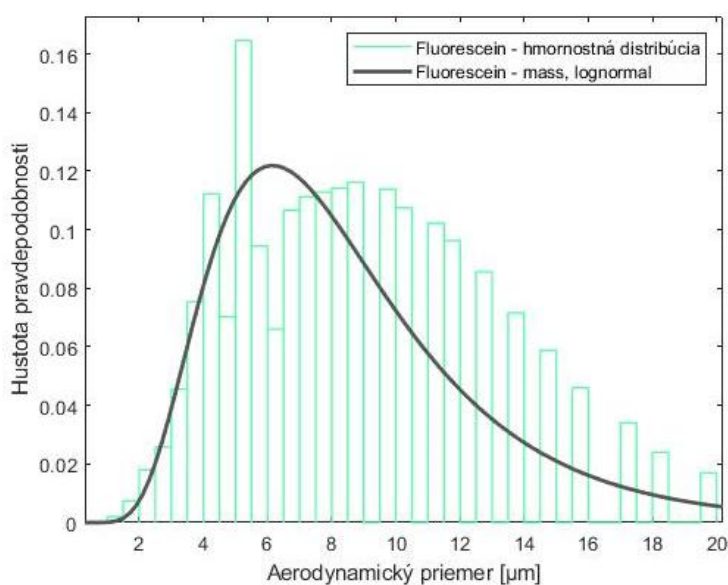 Fluorescein - hmornostná distribúcia
Fluorescein - mass, lognormal
Hustota pravdepodobnosti
0.16
0.14
0.12
0.1
0.08
0.06
0.04
0.02
0
2 4 6 8 10 12 14 16 18 20
Aerodynamický priemer [µm]